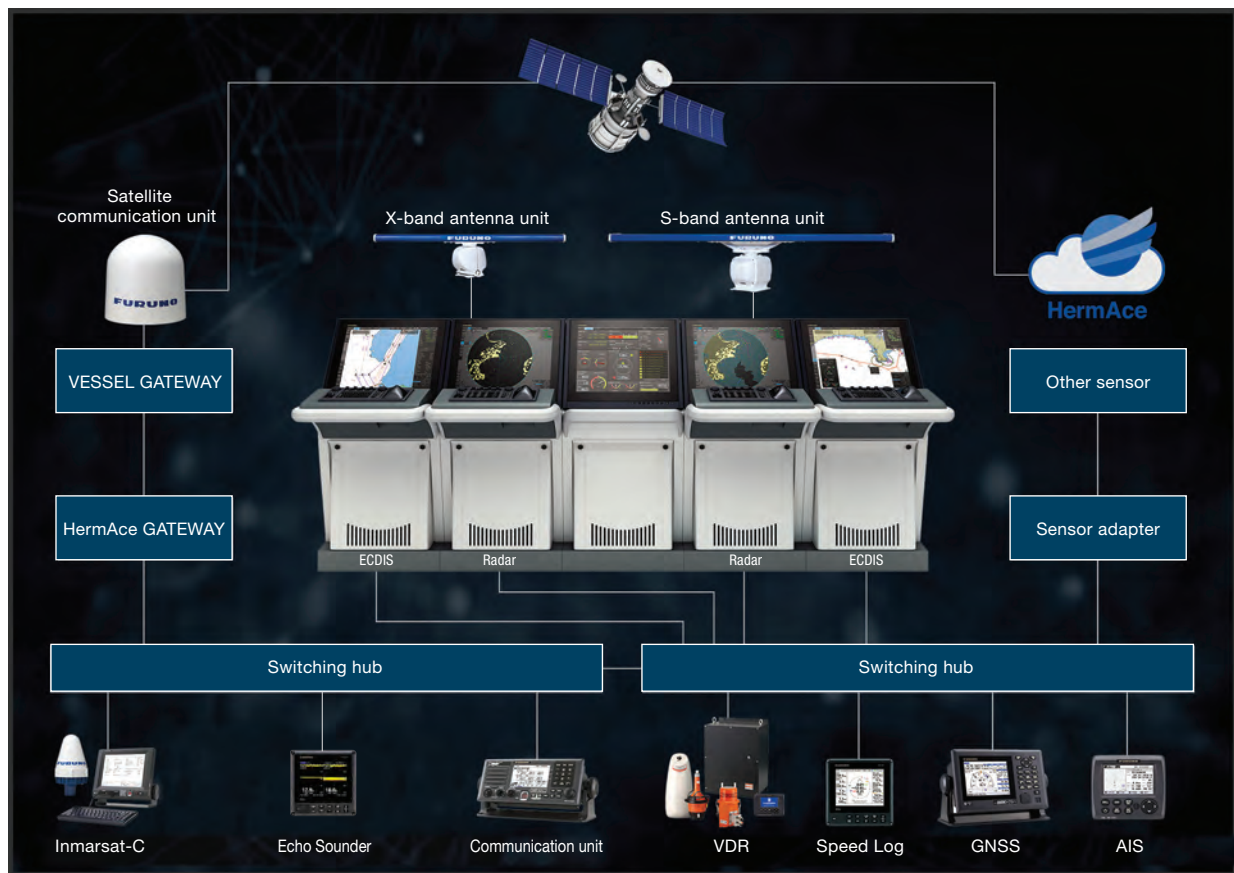 Satellite
communication unit
X-band antenna unit
S-band antenna unit
FURUNO
FURUNO
FURUNO
HermAce
VESSEL GATEWAY
Other sensor
HermAce GATEWAY
Sensor adapter
ECDIS
Radar
Radar
ECDIS
Switching hub
Switching hub
FURUNO
Inmarsat-C
Echo Sounder
Communication unit
VDR
Speed Log
GNSS
AIS